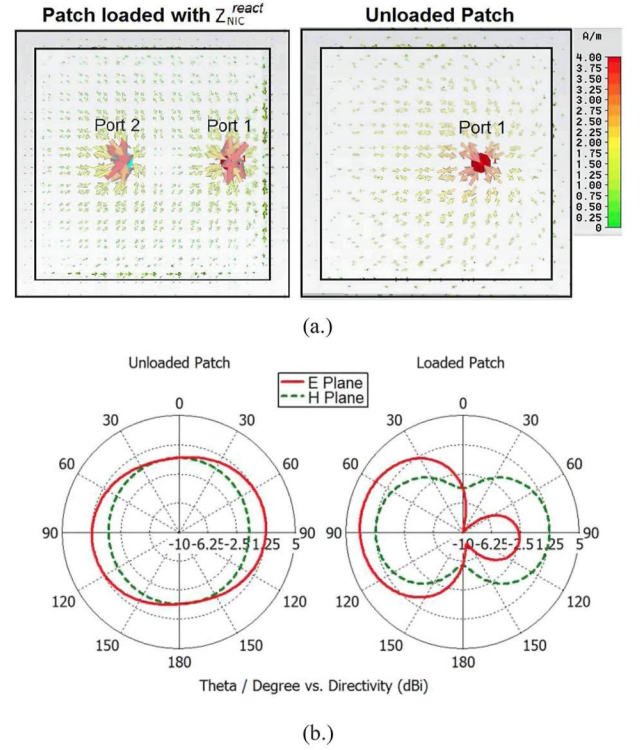 Patch loaded with Z_NIC^react
Unloaded Patch
A/m
4.00
3.75
3.50
3.25
3.00
2.75
2.50
2.25
2.00
1.75
1.50
1.25
1.00
0.75
0.50
0.25
0
Port 2
Port 1
Port 1
(a.)
Unloaded Patch
Loaded Patch
E Plane
H Plane
0
30
30
60
60
90
-10 -6.25 -2.5 1.25 5
120
120
150
150
180
0
30
30
60
60
90
90
-10 -6.25 -2.5 1.25 5
120
120
150
150
180
Theta / Degree vs. Directivity (dBi)
(b.)